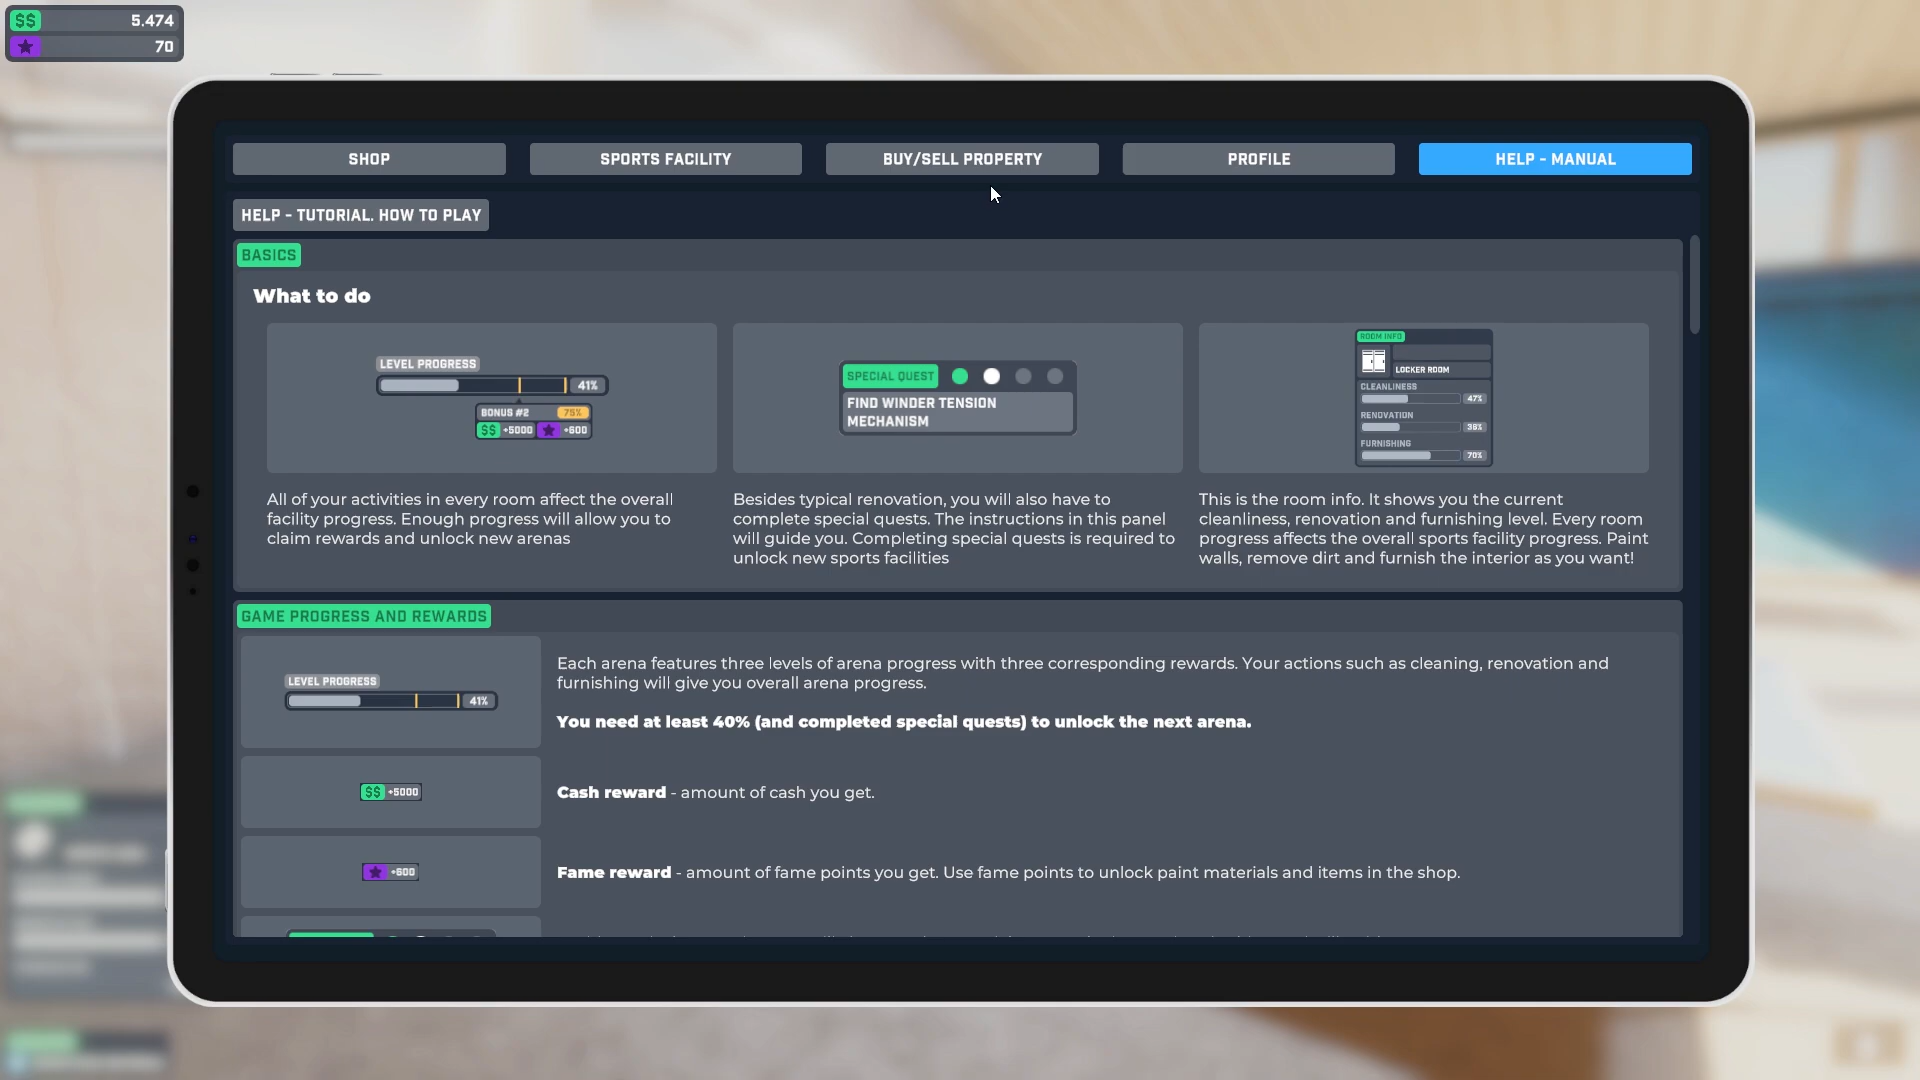 $$ 5.474
70
SHOP
SPORTS FACILITY
BUY/SELL PROPERTY
PROFILE
HELP - MANUAL
HELP - TUTORIAL. HOW TO PLAY
BASICS
What to do
LEVEL PROGRESS
41%
BONUS #2 75%
$$ +5000 +600
SPECIAL QUEST
FIND WINDER TENSION
MECHANISM
ROOM INFO
LOCKER ROOM
CLEANLINESS
47%
RENOVATION
38%
FURNISHING
70%
All of your activities in every room affect the overall
facility progress. Enough progress will allow you to
claim rewards and unlock new arenas
Besides typical renovation, you will also have to
complete special quests. The instructions in this panel
will guide you. Completing special quests is required to
unlock new sports facilities
This is the room info. It shows you the current
cleanliness, renovation and furnishing level. Every room
progress affects the overall sports facility progress. Paint
walls, remove dirt and furnish the interior as you want!
GAME PROGRESS AND REWARDS
LEVEL PROGRESS
41%
Each arena features three levels of arena progress with three corresponding rewards. Your actions such as cleaning, renovation and
furnishing will give you overall arena progress.
You need at least 40% (and completed special quests) to unlock the next arena.
$$ +5000
Cash reward - amount of cash you get.
+600
Fame reward - amount of fame points you get. Use fame points to unlock paint materials and items in the shop.